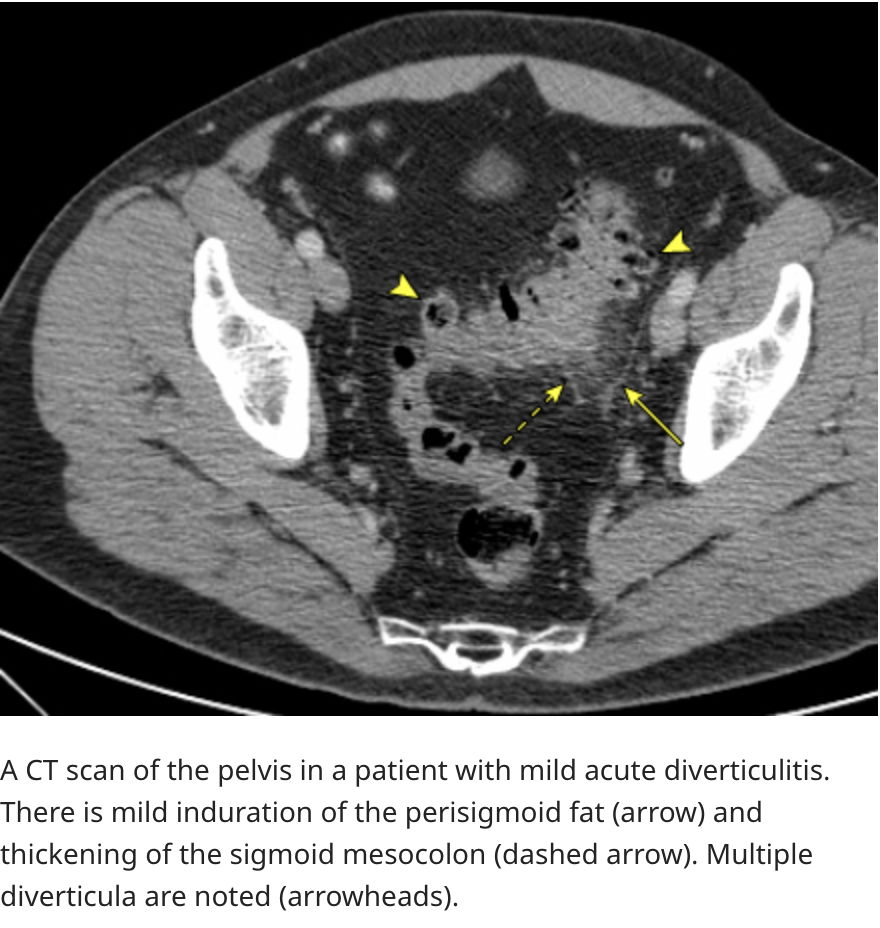 A CT scan of the pelvis in a patient with mild acute diverticulitis.
There is mild induration of the perisigmoid fat (arrow) and
thickening of the sigmoid mesocolon (dashed arrow). Multiple
diverticula are noted (arrowheads).